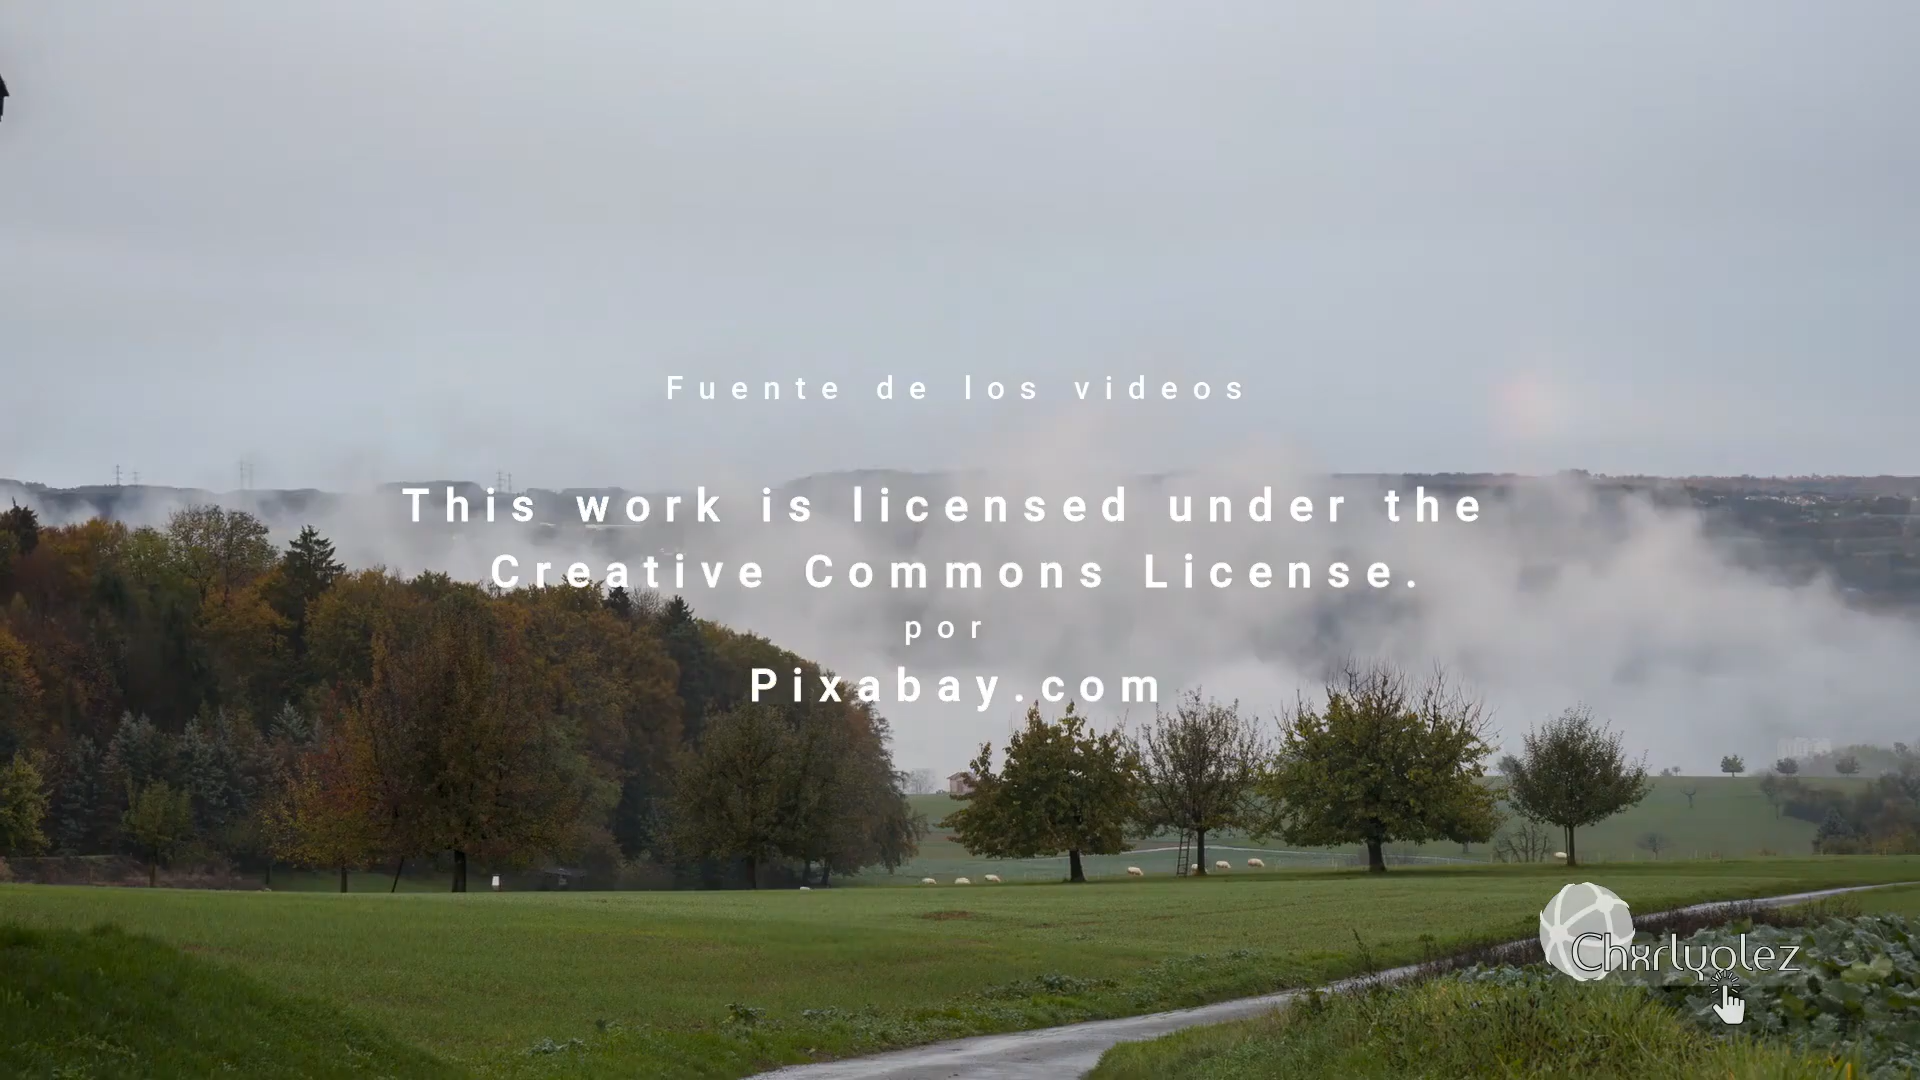 Fuente de los videos
This work is licensed under the
Creative Commons License.
por
Pixabay.com
Chxrlyolez